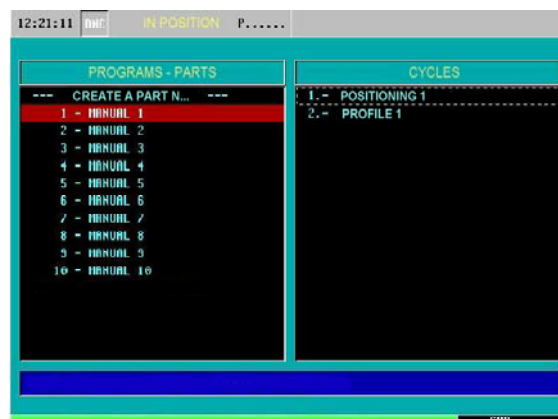 12:21:11 DNC IN POSITION P......
PROGRAMS - PARTS
--- CREATE A PART N... ---
1 - MANUAL 1
2 - MANUAL 2
3 - MANUAL 3
4 - MANUAL 4
5 - MANUAL 5
6 - MANUAL 6
7 - MANUAL 7
8 - MANUAL 8
9 - MANUAL 9
10 - MANUAL 10
CYCLES
1.- POSITIONING 1
2.- PROFILE 1